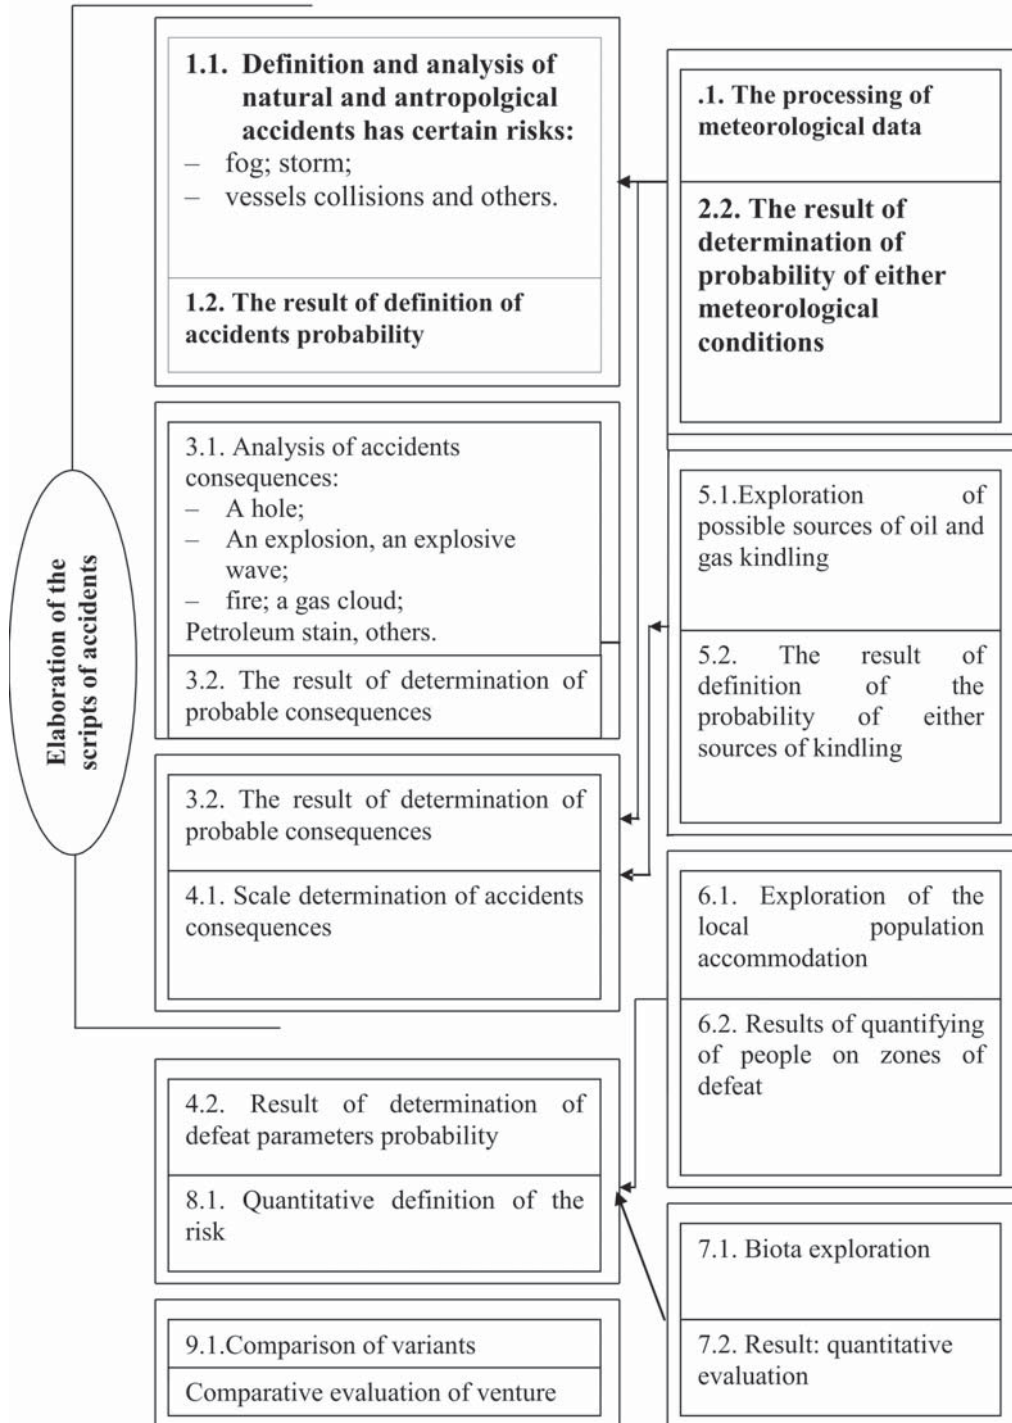 Elaboration of the
scripts of accidents
1.1. Definition and analysis of
natural and antropolgical
accidents has certain risks:
– fog; storm;
– vessels collisions and others.
1.2. The result of definition of
accidents probability
3.1. Analysis of accidents
consequences:
– A hole;
– An explosion, an explosive
wave;
– fire; a gas cloud;
Petroleum stain, others.
3.2. The result of determination of
probable consequences
3.2. The result of determination of
probable consequences
4.1. Scale determination of accidents
consequences
4.2. Result of determination of
defeat parameters probability
8.1. Quantitative definition of the
risk
9.1.Comparison of variants
Comparative evaluation of venture
.1. The processing of
meteorological data
2.2. The result of
determination of
probability of either
meteorological
conditions
5.1.Exploration of
possible sources of oil and
gas kindling
5.2. The result of
definition of the
probability of either
sources of kindling
6.1. Exploration of the
local population
accommodation
6.2. Results of quantifying
of people on zones of
defeat
7.1. Biota exploration
7.2. Result: quantitative
evaluation